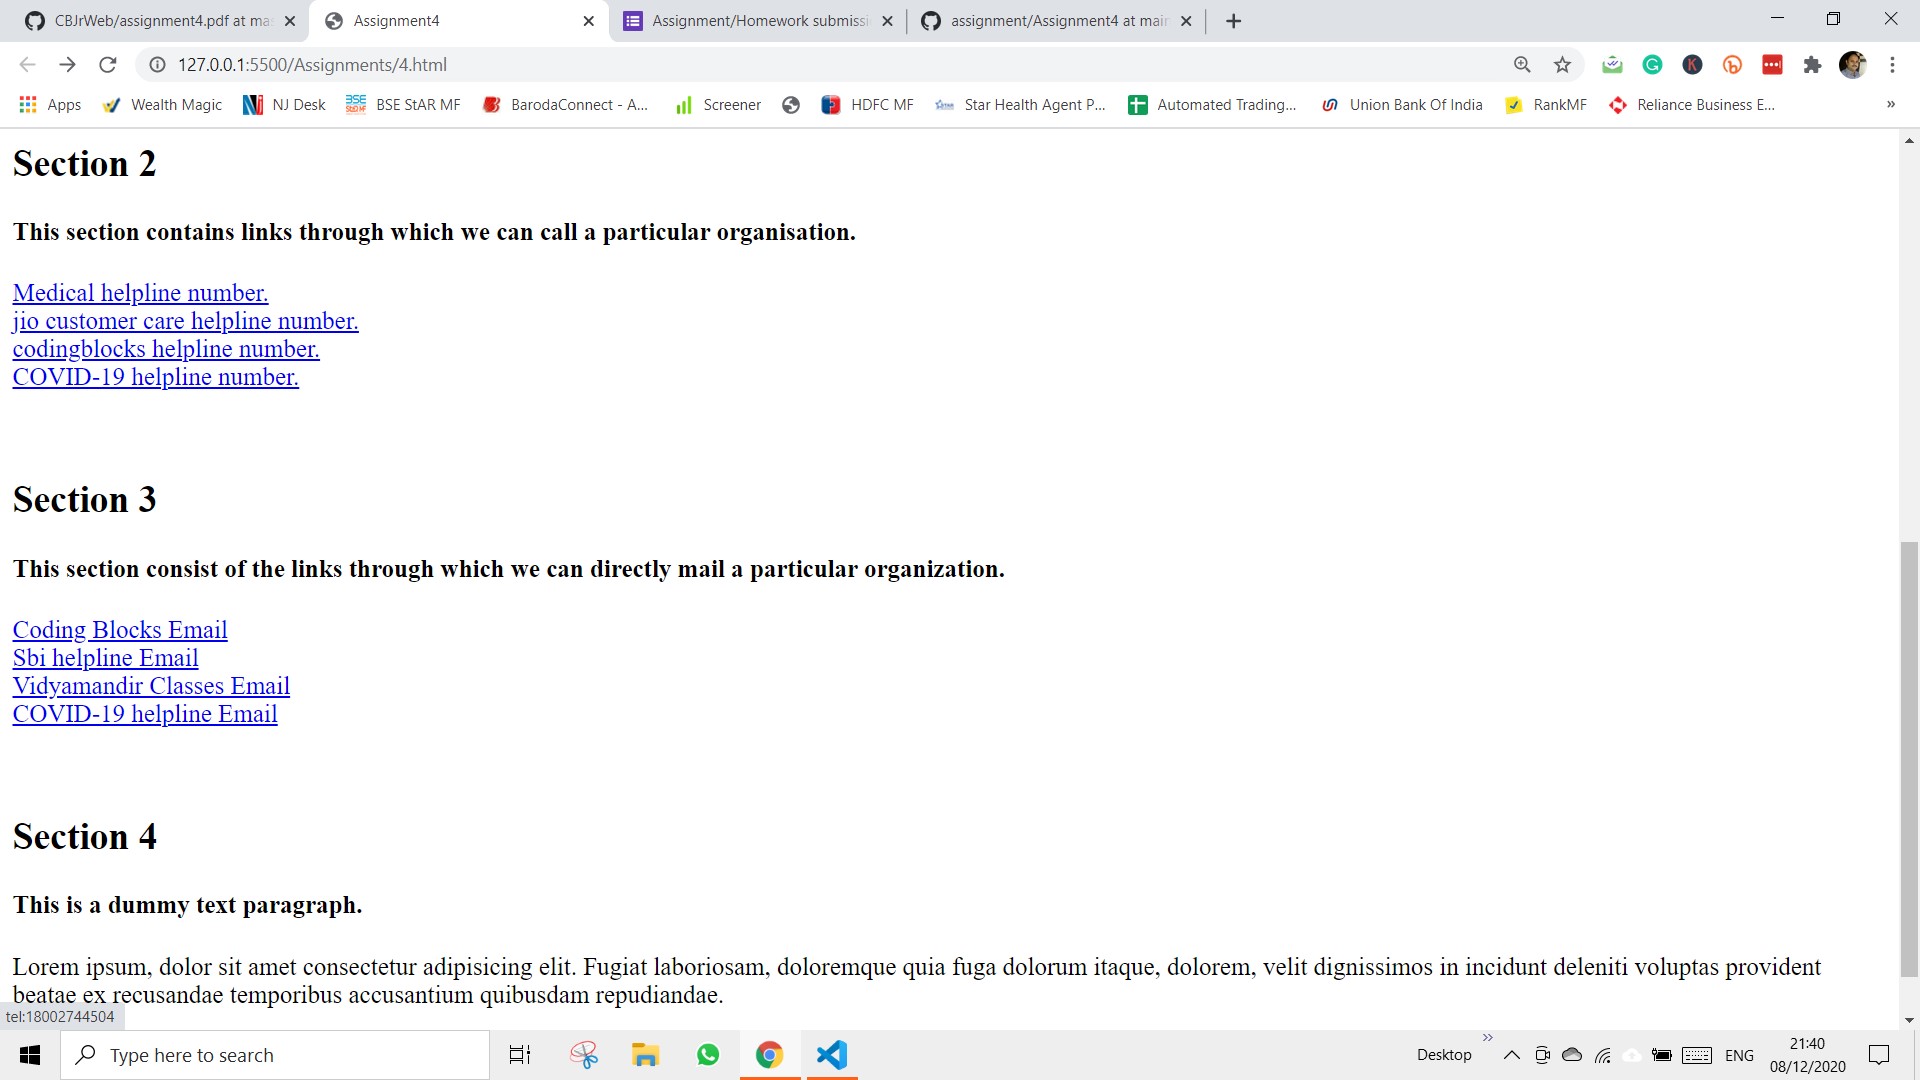 CBJrWeb/assignment4.pdf at ma
Assignment4
Assignment/Homework submissi
assignment/Assignment4 at main
127.0.0.1:5500/Assignments/4.html
Apps
Wealth Magic
NJ Desk
BSE StAR MF
BarodaConnect - A...
Screener
HDFC MF
Star Health Agent P...
Automated Trading...
Union Bank Of India
RankMF
Reliance Business E...
»
Section 2
This section contains links through which we can call a particular organisation.
Medical helpline number.
jio customer care helpline number.
codingblocks helpline number.
COVID-19 helpline number.
Section 3
This section consist of the links through which we can directly mail a particular organization.
Coding Blocks Email
Sbi helpline Email
Vidyamandir Classes Email
COVID-19 helpline Email
Section 4
This is a dummy text paragraph.
Lorem ipsum, dolor sit amet consectetur adipisicing elit. Fugiat laboriosam, doloremque quia fuga dolorum itaque, dolorem, velit dignissimos in incidunt deleniti voluptas provident
beatae ex recusandae temporibus accusantium quibusdam repudiandae.
tel:18002744504
Type here to search
Desktop
»
ENG
21:40
08/12/2020